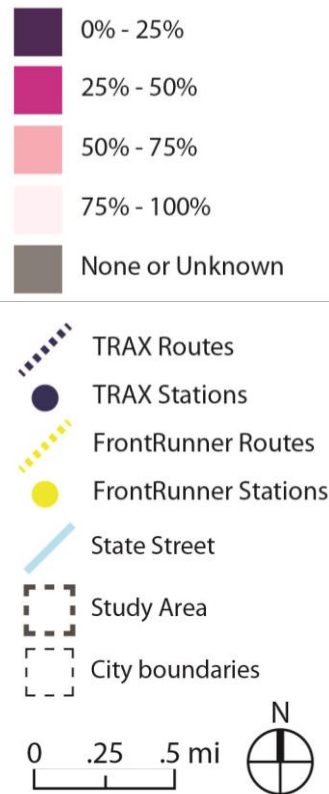 0% - 25%
25% - 50%
50% - 75%
75% - 100%
None or Unknown
TRAX Routes
TRAX Stations
FrontRunner Routes
FrontRunner Stations
State Street
Study Area
City boundaries
N
0 .25 .5 mi